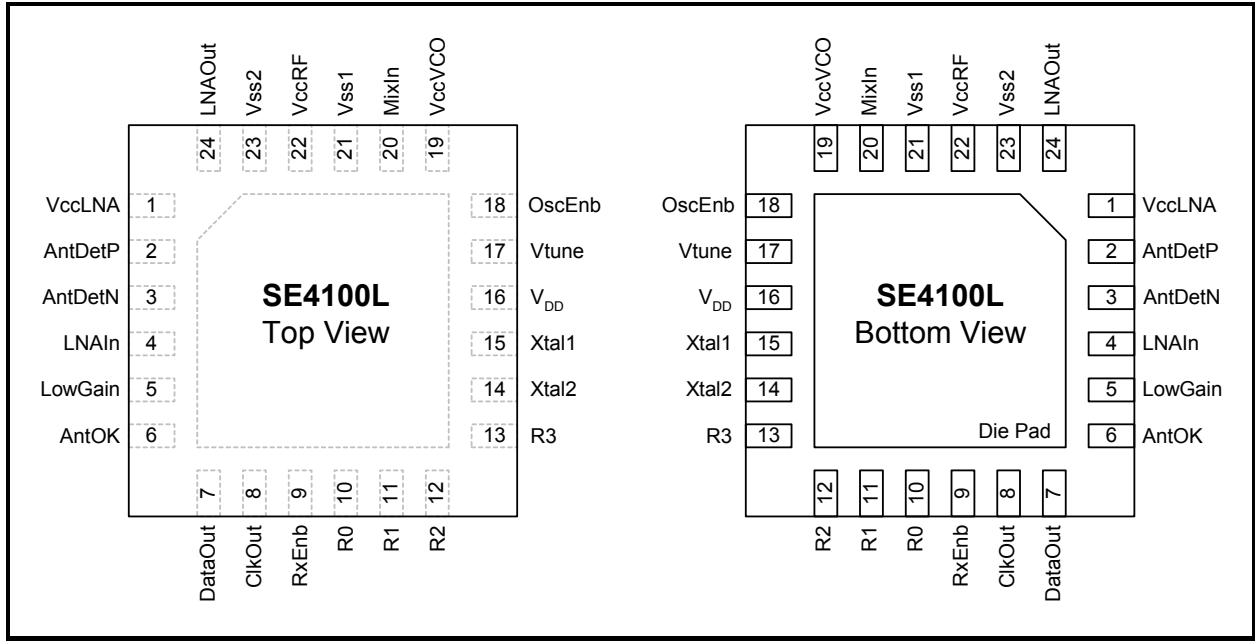 LNAOut
Vss2
VccRF
Vss1
MixIn
VccVCO
24
23
22
21
20
19
VccLNA 1
AntDetP 2
AntDetN 3
LNAIn 4
LowGain 5
AntOK 6
SE4100L
Top View
18 OscEnb
17 Vtune
16 VDD
15 Xtal1
14 Xtal2
13 R3
7
8
9
10
11
12
DataOut
ClkOut
RxEnb
R0
R1
R2
VccVCO
MixIn
Vss1
VccRF
Vss2
LNAOut
19
20
21
22
23
24
OscEnb 18
Vtune 17
VDD 16
Xtal1 15
Xtal2 14
R3 13
SE4100L
Bottom View
Die Pad
1 VccLNA
2 AntDetP
3 AntDetN
4 LNAIn
5 LowGain
6 AntOK
12
11
10
9
8
7
R2
R1
R0
RxEnb
ClkOut
DataOut